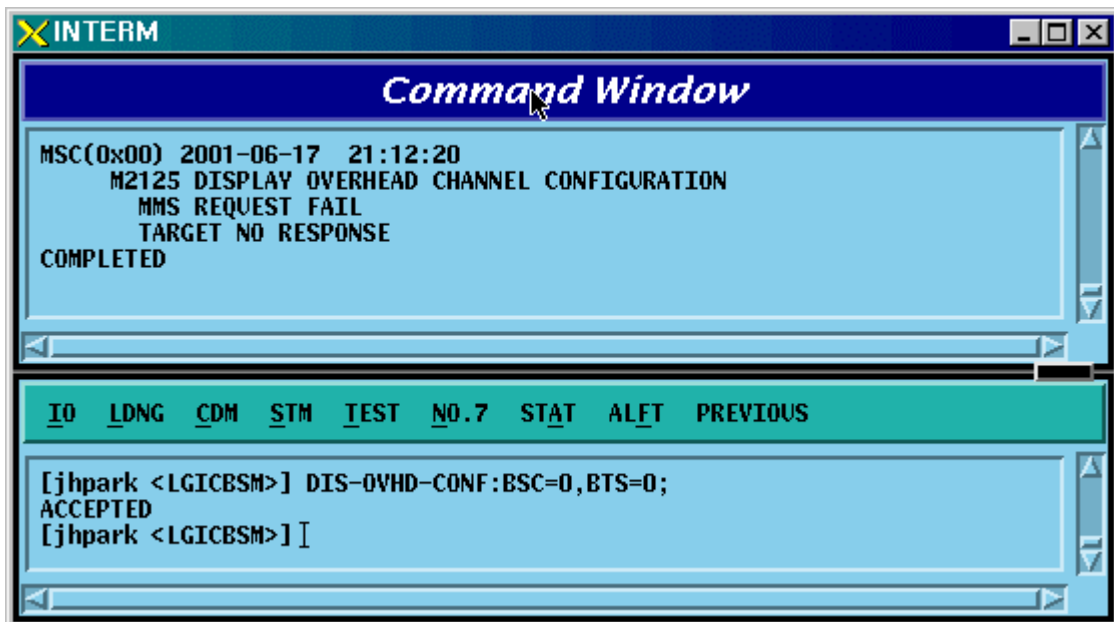 INTERM
Command Window
MSC(0x00) 2001-06-17 21:12:20
M2125 DISPLAY OVERHEAD CHANNEL CONFIGURATION
MMS REQUEST FAIL
TARGET NO RESPONSE
COMPLETED
IO LDNG CDM STM TEST NO.7 STAT ALFT PREVIOUS
[jhpark <LGICBSM>] DIS-OVHD-CONF:BSC=0,BTS=0;
ACCEPTED
[jhpark <LGICBSM>]